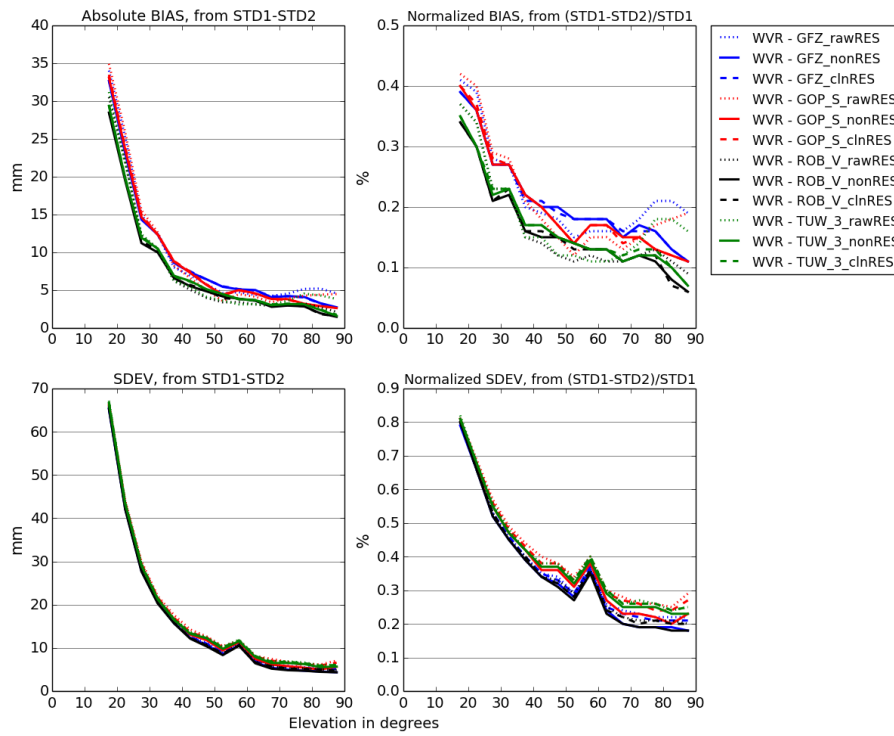 Absolute BIAS, from STD1-STD2
40
35
30
25
20
15
10
5
0
mm
0 10 20 30 40 50 60 70 80 90
Normalized BIAS, from (STD1-STD2)/STD1
0.5
0.4
0.3
0.2
0.1
0.0
%
0 10 20 30 40 50 60 70 80 90
WVR - GFZ_rawRES
WVR - GFZ_nonRES
WVR - GFZ_clnRES
WVR - GOP_S_rawRES
WVR - GOP_S_nonRES
WVR - GOP_S_clnRES
WVR - ROB_V_rawRES
WVR - ROB_V_nonRES
WVR - ROB_V_clnRES
WVR - TUW_3_rawRES
WVR - TUW_3_nonRES
WVR - TUW_3_clnRES
SDEV, from STD1-STD2
70
60
50
40
30
20
10
0
mm
0 10 20 30 40 50 60 70 80 90
Normalized SDEV, from (STD1-STD2)/STD1
0.9
0.8
0.7
0.6
0.5
0.4
0.3
0.2
0.1
0.0
%
0 10 20 30 40 50 60 70 80 90
Elevation in degrees